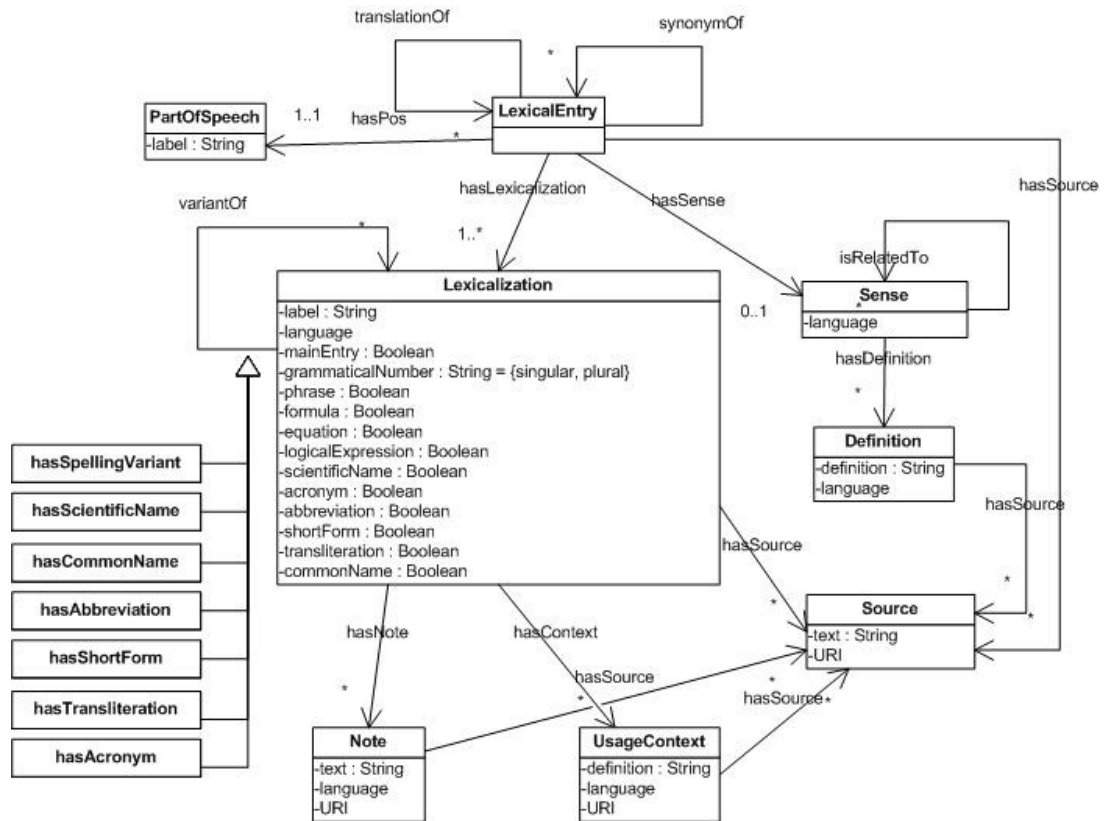 translationOf
synonymOf
*
LexicalEntry
PartOfSpeech
-label : String
1..1
hasPos
*
hasLexicalization
hasSense
hasSource
variantOf
*
1..*
isRelatedTo
Lexicalization
-label : String
-language
-mainEntry : Boolean
-grammaticalNumber : String = {singular, plural}
-phrase : Boolean
-formula : Boolean
-equation : Boolean
-logicalExpression : Boolean
-scientificName : Boolean
-acronym : Boolean
-abbreviation : Boolean
-shortForm : Boolean
-transliteration : Boolean
-commonName : Boolean
0..1
Sense
*
-language
hasDefinition
*
Definition
-definition : String
-language
hasSource
hasSpellingVariant
hasScientificName
hasCommonName
hasAbbreviation
hasShortForm
hasTransliteration
hasAcronym
hasSource
*
*
*
Source
-text : String
-URI
hasNote
hasContext
hasSource
*
*
*
hasSource
*
Note
-text : String
-language
-URI
UsageContext
-definition : String
-language
-URI